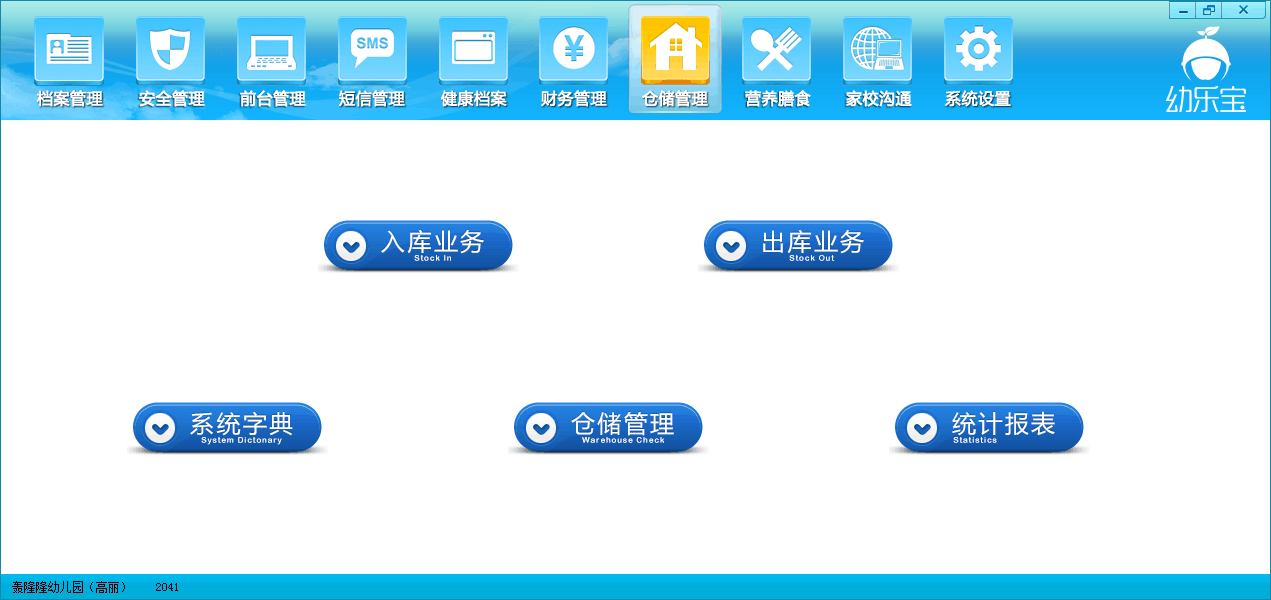 SMS
档案管理 安全管理 前台管理 短信管理 健康档案 财务管理 仓储管理 营养膳食 家校沟通 系统设置
幼乐宝
入库业务 出库业务
Stock In Stock Out
系统字典 仓储管理 统计报表
System Dictonary Warehouse Check Statistics
轰隆隆幼儿园（高丽） 2041